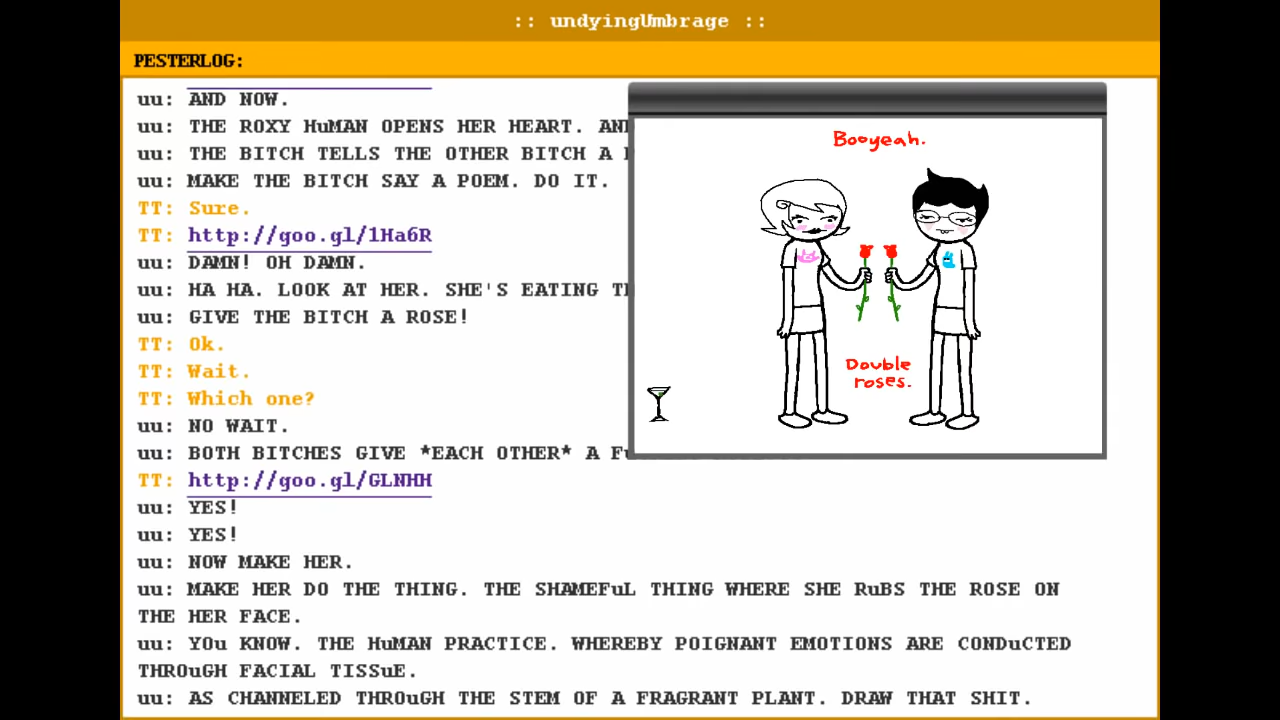 :: undyingUmbrage ::
PESTERLOG:
uu: AND NOW.
uu: THE ROXY HuMAN OPENS HER HEART. AND
uu: THE BITCH TELLS THE OTHER BITCH A
uu: MAKE THE BITCH SAY A POEM. DO IT.
TT: Sure.
TT: http://goo.gl/1Ha6R
uu: DAMN! OH DAMN.
uu: HA HA. LOOK AT HER. SHE'S EATING
uu: GIVE THE BITCH A ROSE!
TT: Ok.
TT: Wait.
TT: Which one?
uu: NO WAIT.
uu: BOTH BITCHES GIVE *EACH OTHER* A
TT: http://goo.gl/GLNHH
uu: YES!
uu: YES!
uu: NOW MAKE HER.
uu: MAKE HER DO THE THING. THE SHAMEFuL THING WHERE SHE RuBS THE ROSE ON
THE HER FACE.
uu: YOu KNOW. THE HuMAN PRACTICE. WHEREBY POIGNANT EMOTIONS ARE CONDuCTED
THROuGH FACIAL TISSuE.
uu: AS CHANNELED THROuGH THE STEM OF A FRAGRANT PLANT. DRAW THAT SHIT.
Booyeah.
Double
roses.